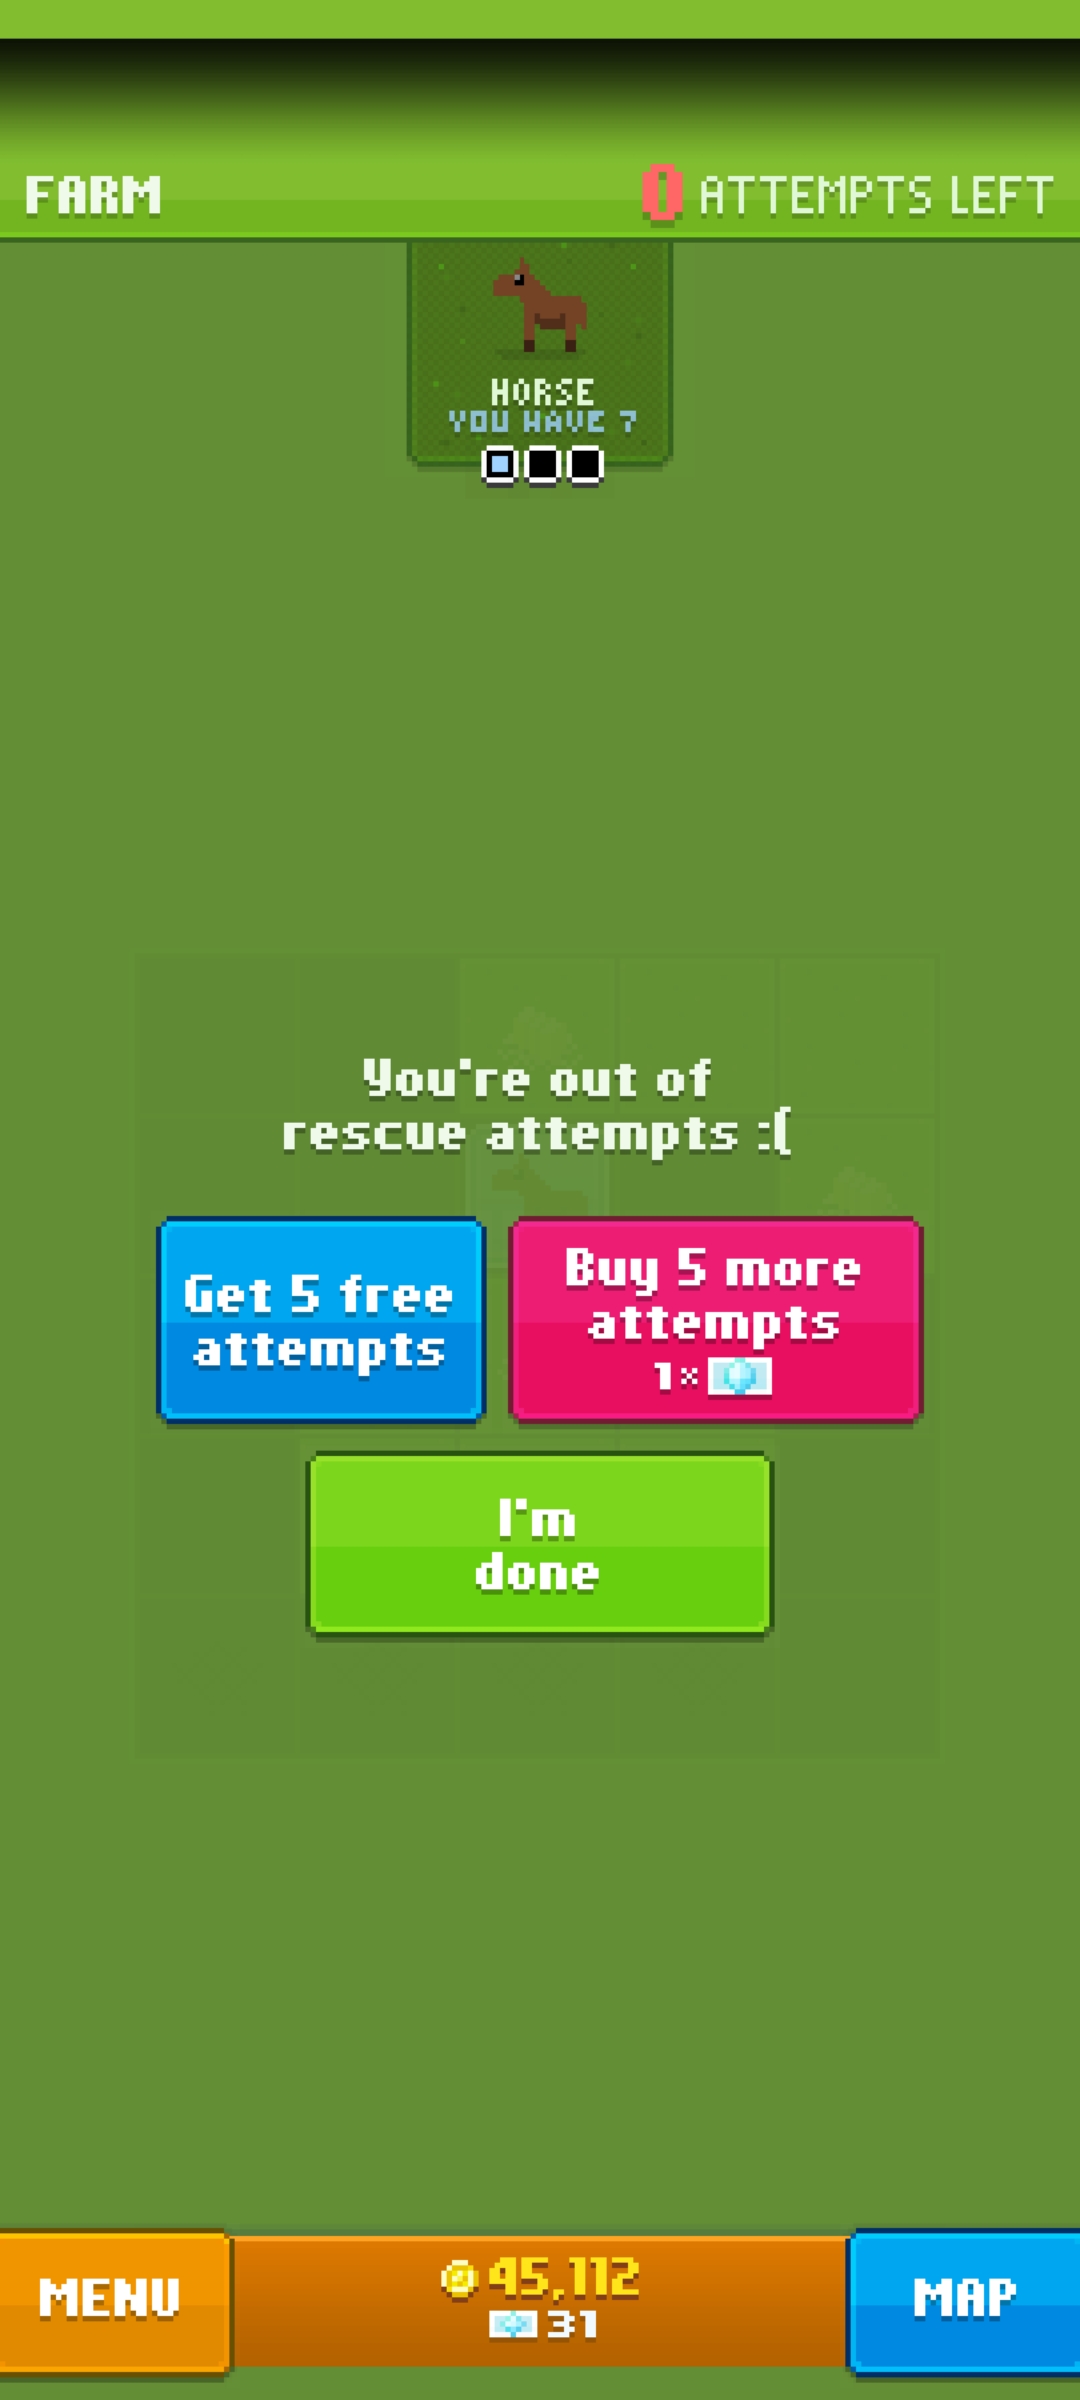 FARM
0 ATTEMPTS LEFT
HORSE
YOU HAVE 7
You're out of
rescue attempts :(
Get 5 free
attempts
Buy 5 more
attempts
1×
I'm
done
MENU
45,112
31
MAP